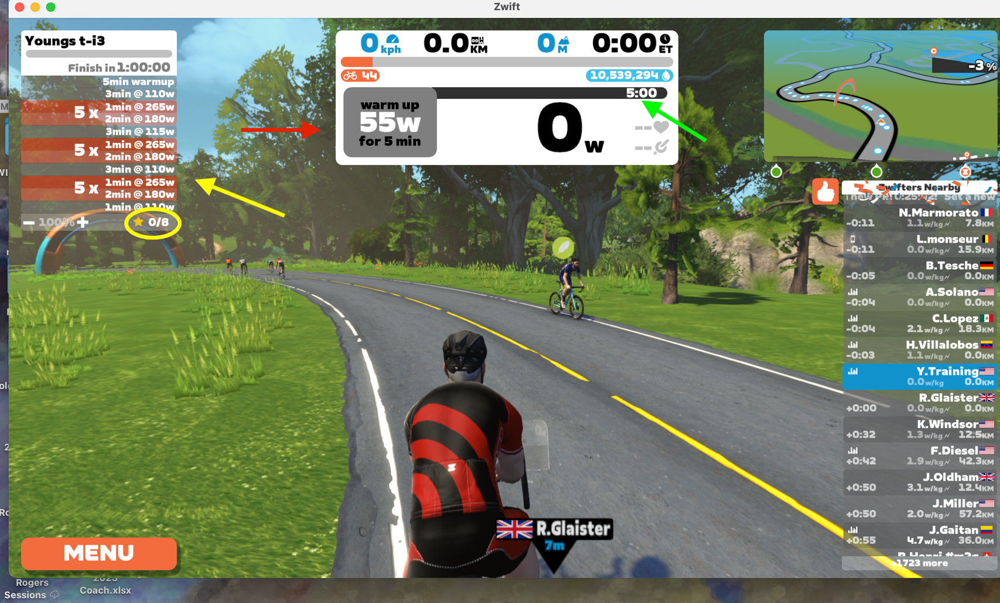 Zwift
Youngs t-i3
Finish in 1:00:00
5min warmup
3min @ 110w
5 x
1min @ 265w
2min @ 180w
3min @ 115w
5 x
1min @ 265w
2min @ 180w
3min @ 110w
5 x
1min @ 265w
2min @ 180w
1min @ 110w
− 100% +
0/8
0 kph
0.0 KM
0 M
0:00 ET
44
10,539,294
5:00
warm up
55w
for 5 min
0 w
--
--
-3 %
Zwifters Nearby
new PR! 0:25.42! Set a new
N.Marmorato
-0:11 1.1 w/kg 7.8KM
L.monseur
-0:11 0.0 w/kg 15.9KM
B.Tesche
-0:05 0.0 w/kg 0.0KM
A.Solano
-0:04 0.0 w/kg 0.0KM
C.Lopez
-0:04 2.1 w/kg 18.3KM
H.Villalobos
-0:03 1.1 w/kg 0.0KM
Y.Training
0.0 w/kg 0.0KM
R.Glaister
+0:00 0.0 w/kg 0.0KM
K.Windsor
+0:32 1.3 w/kg 12.5KM
F.Diesel
+0:42 1.9 w/kg 42.3KM
J.Oldham
+0:50 3.1 w/kg 12.4KM
J.Miller
+0:50 2.0 w/kg 57.2KM
J.Gaitan
+0:55 4.7 w/kg 36.0KM
+1723 more
R.Glaister
7m
MENU
Rogers
Sessions
2023
Coach.xlsx